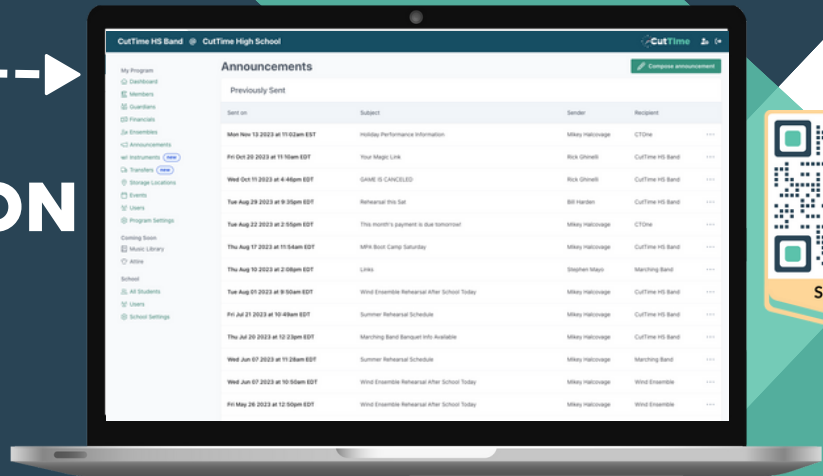 CutTime HS Band @ CutTime High School
CutTime
My Program
Dashboard
Members
Guardians
Financials
Ensembles
Announcements
Instruments new
Transfers new
Storage Locations
Events
Users
Program Settings
Coming Soon
Music Library
Attire
School
All Students
Users
School Settings
Announcements
Compose announcement
Previously Sent
Sent on Subject Sender Recipient
Mon Nov 13 2023 at 11:02am EST Holiday Performance Information Mikey Halcovage CTOne
Fri Oct 20 2023 at 11:10am EDT Your Magic Link Rick Ghinelli CutTime HS Band
Wed Oct 11 2023 at 4:46pm EDT GAME IS CANCELED Rick Ghinelli CutTime HS Band
Tue Aug 29 2023 at 9:35pm EDT Rehearsal this Sat Bill Harden CutTime HS Band
Tue Aug 22 2023 at 2:55pm EDT This month's payment is due tomorrow! Mikey Halcovage CTOne
Thu Aug 17 2023 at 11:54am EDT MPA Boot Camp Saturday Mikey Halcovage CutTime HS Band
Thu Aug 10 2023 at 2:08pm EDT Links Stephen Mayo Marching Band
Tue Aug 01 2023 at 9:50am EDT Wind Ensemble Rehearsal After School Today Mikey Halcovage CutTime HS Band
Fri Jul 21 2023 at 10:49am EDT Summer Rehearsal Schedule Mikey Halcovage CutTime HS Band
Thu Jul 20 2023 at 12:23pm EDT Marching Band Banquet Info Available Mikey Halcovage CutTime HS Band
Wed Jun 07 2023 at 11:28am EDT Summer Rehearsal Schedule Mikey Halcovage Marching Band
Wed Jun 07 2023 at 10:50am EDT Wind Ensemble Rehearsal After School Today Mikey Halcovage Wind Ensemble
Fri May 26 2023 at 12:50pm EDT Wind Ensemble Rehearsal After School Today Mikey Halcovage Wind Ensemble
ON
S